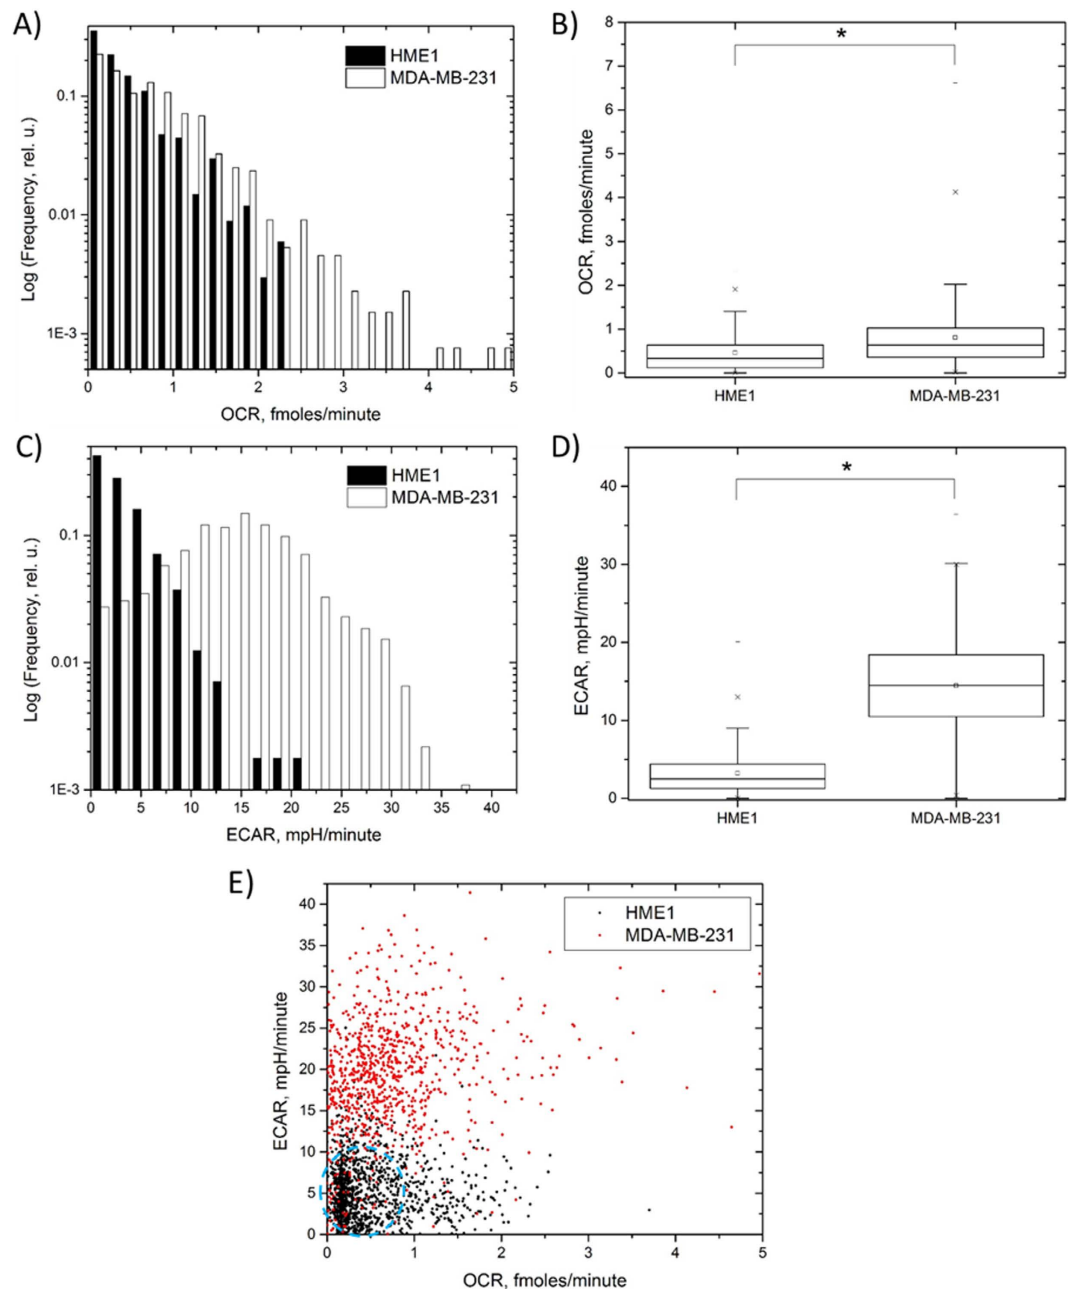 A)
HME1
MDA-MB-231
0.1
0.01
1E-3
Log (Frequency, rel. u.)
0 1 2 3 4 5
OCR, fmoles/minute
B)
*
8
7
6
5
4
3
2
1
0
OCR, fmoles/minute
HME1 MDA-MB-231
C)
HME1
MDA-MB-231
0.1
0.01
1E-3
Log (Frequency, rel. u.)
0 5 10 15 20 25 30 35 40
ECAR, mpH/minute
D)
*
40
30
20
10
0
ECAR, mpH/minute
HME1 MDA-MB-231
E)
HME1
MDA-MB-231
40
35
30
25
20
15
10
5
0
ECAR, mpH/minute
0 1 2 3 4 5
OCR, fmoles/minute